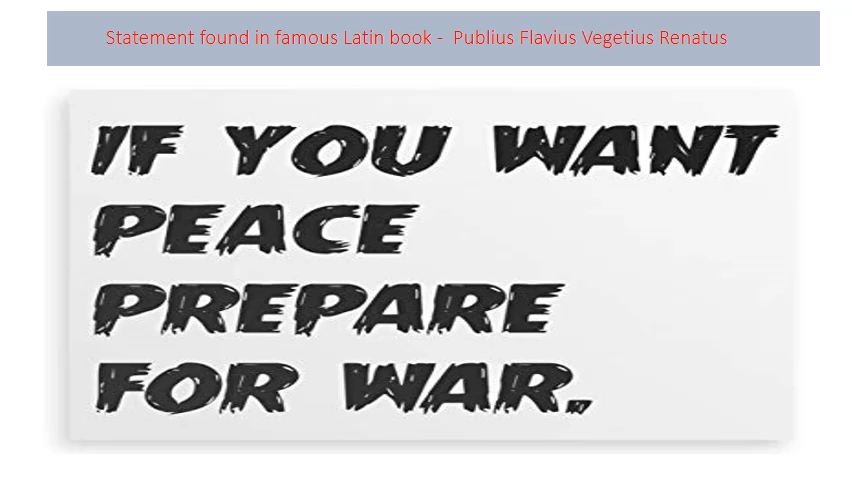 Statement found in famous Latin book - Publius Flavius Vegetius Renatus
IF YOU WANT
PEACE
PREPARE
FOR WAR.